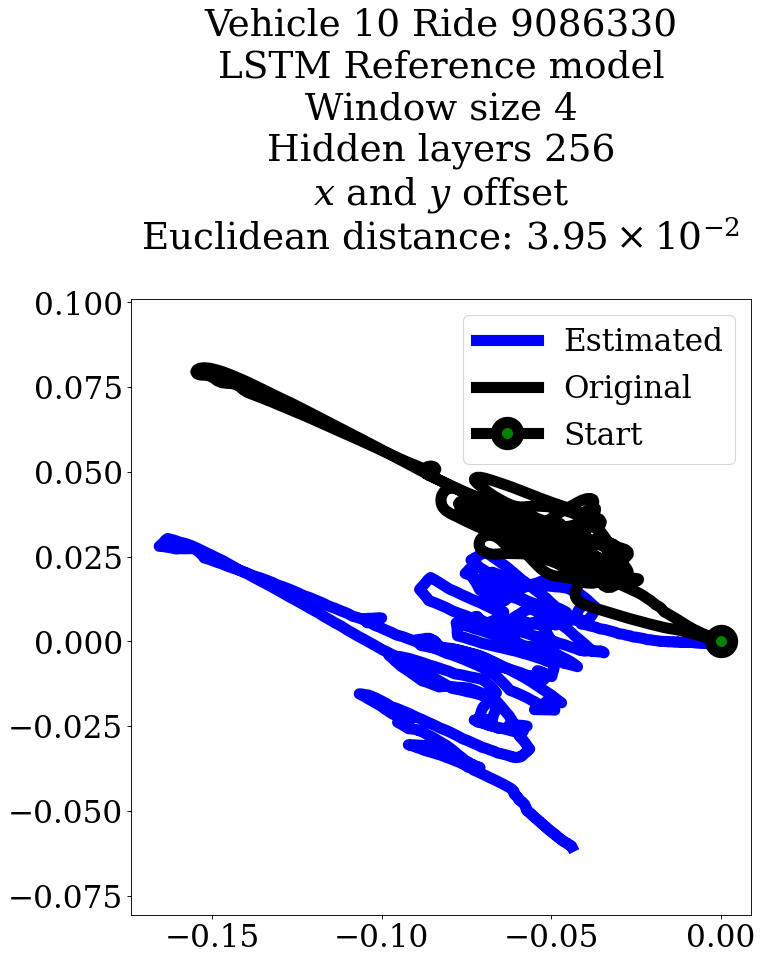 Vehicle 10 Ride 9086330
LSTM Reference model
Window size 4
Hidden layers 256
x and y offset
Euclidean distance: 3.95 × 10⁻²
0.100
0.075
0.050
0.025
0.000
−0.025
−0.050
−0.075
Estimated
Original
Start
−0.15 −0.10 −0.05 0.00